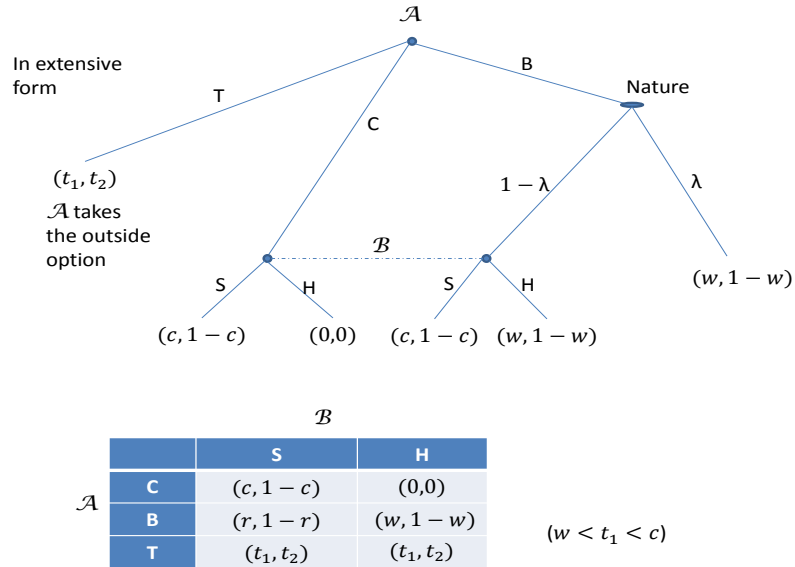 𝒜
In extensive
form
B
Nature
T
C
1 − λ
λ
(t₁, t₂)
𝒜 takes
the outside
option
ℬ
S
H
S
H
(w, 1 − w)
(c, 1 − c)
(0,0)
(c, 1 − c)
(w, 1 − w)
ℬ
S H
𝒜
C (c, 1 − c) (0,0)
B (r, 1 − r) (w, 1 − w)
T (t₁, t₂) (t₁, t₂)
(w < t₁ < c)